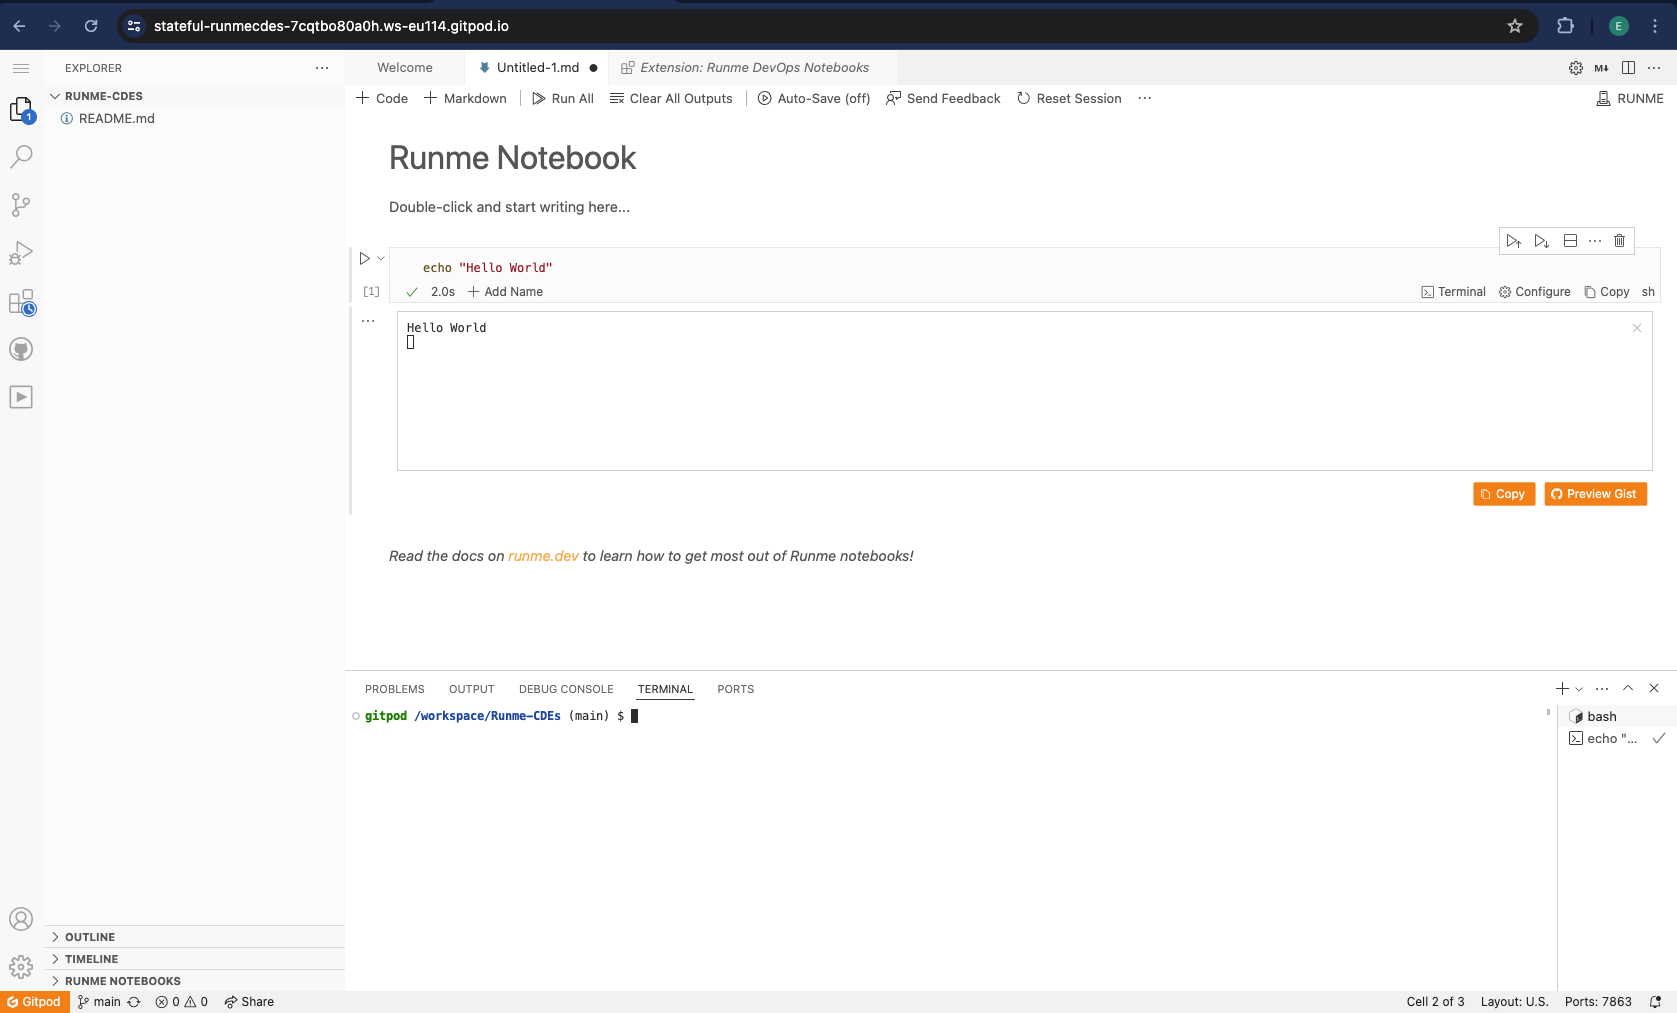 stateful-runmecdes-7cqtbo80a0h.ws-eu114.gitpod.io
E
EXPLORER
Welcome
Untitled-1.md
Extension: Runme DevOps Notebooks
M
RUNME-CDES
Code
Markdown
Run All
Clear All Outputs
Auto-Save (off)
Send Feedback
Reset Session
RUNME
1
README.md
Runme Notebook
Double-click and start writing here...
echo "Hello World"
[1]
2.0s
Add Name
Terminal
Configure
Copy
sh
Hello World
Copy
Preview Gist
Read the docs on runme.dev to learn how to get most out of Runme notebooks!
PROBLEMS
OUTPUT
DEBUG CONSOLE
TERMINAL
PORTS
gitpod /workspace/Runme-CDEs (main) $
bash
echo "...
OUTLINE
TIMELINE
RUNME NOTEBOOKS
Gitpod
main
0
0
Share
Cell 2 of 3
Layout: U.S.
Ports: 7863